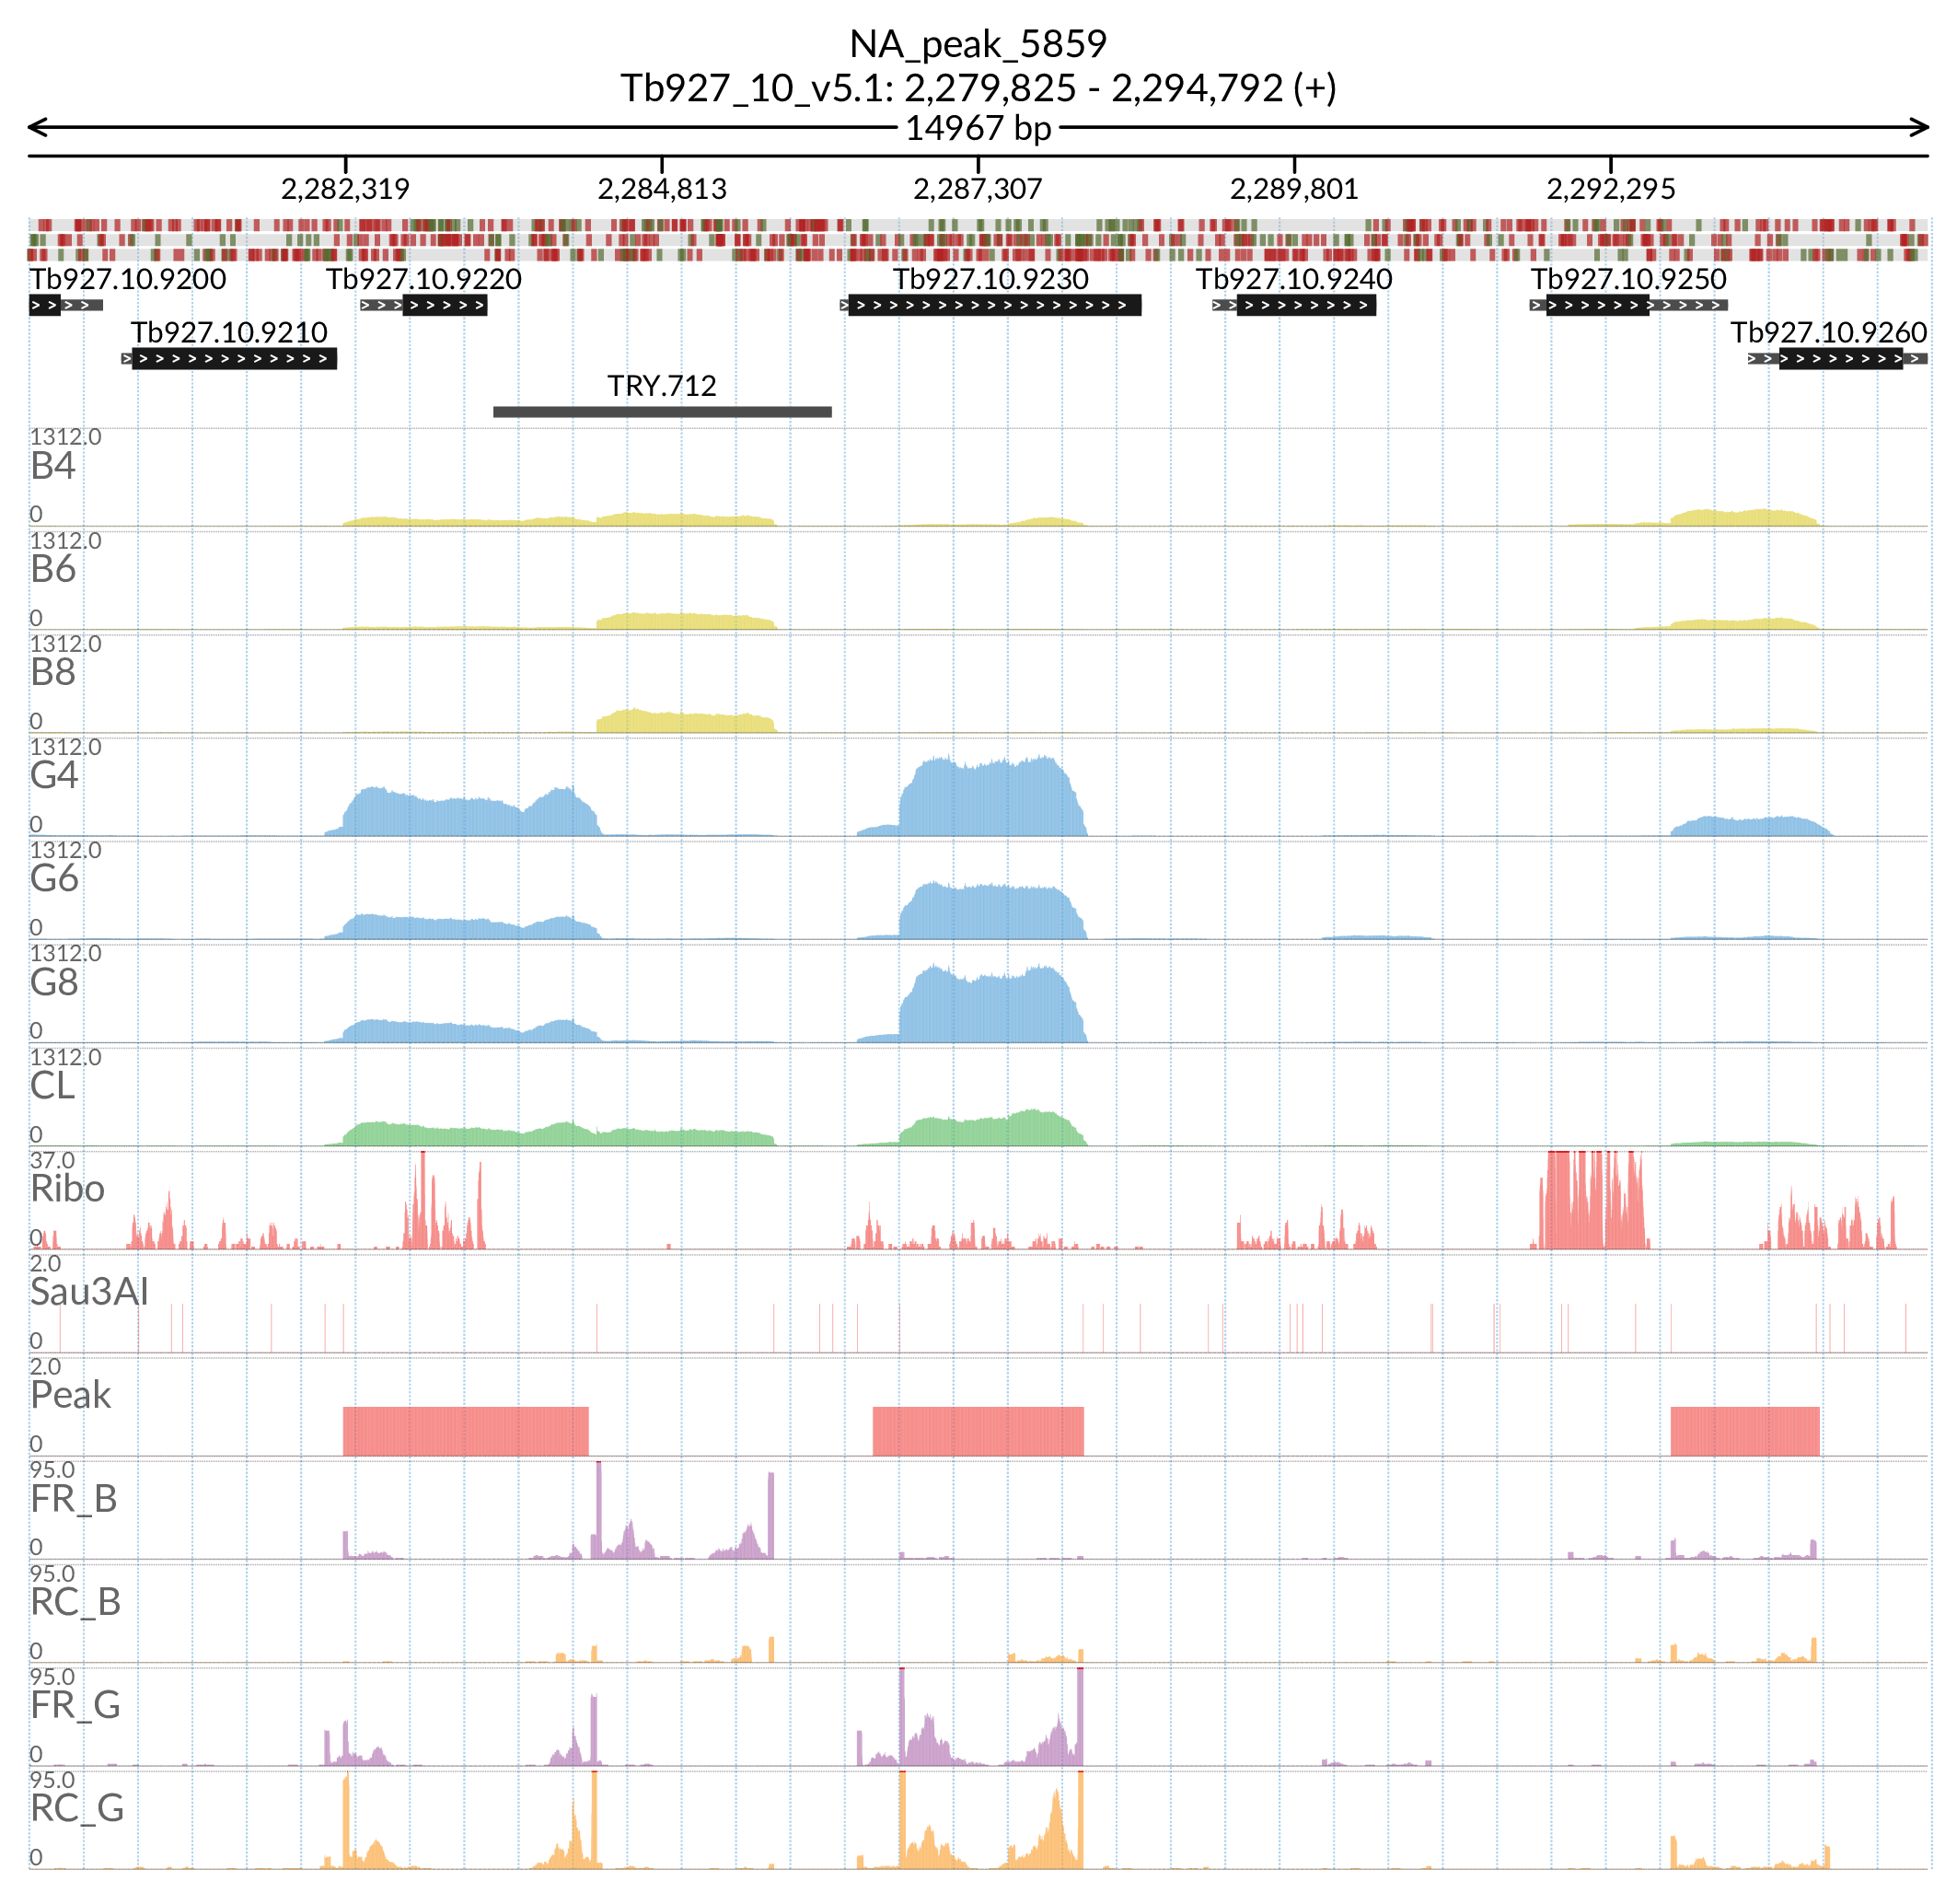 NA_peak_5859
Tb927_10_v5.1: 2,279,825 - 2,294,792 (+)
14967 bp
2,282,319 2,284,813 2,287,307 2,289,801 2,292,295
Tb927.10.9200 Tb927.10.9220 Tb927.10.9230 Tb927.10.9240 Tb927.10.9250
Tb927.10.9210 Tb927.10.9260
TRY.712
1312.0
B4
0
1312.0
B6
0
1312.0
B8
0
1312.0
G4
0
1312.0
G6
0
1312.0
G8
0
1312.0
CL
0
37.0
Ribo
0
2.0
Sau3AI
0
2.0
Peak
0
95.0
FR_B
0
95.0
RC_B
0
95.0
FR_G
0
95.0
RC_G
0